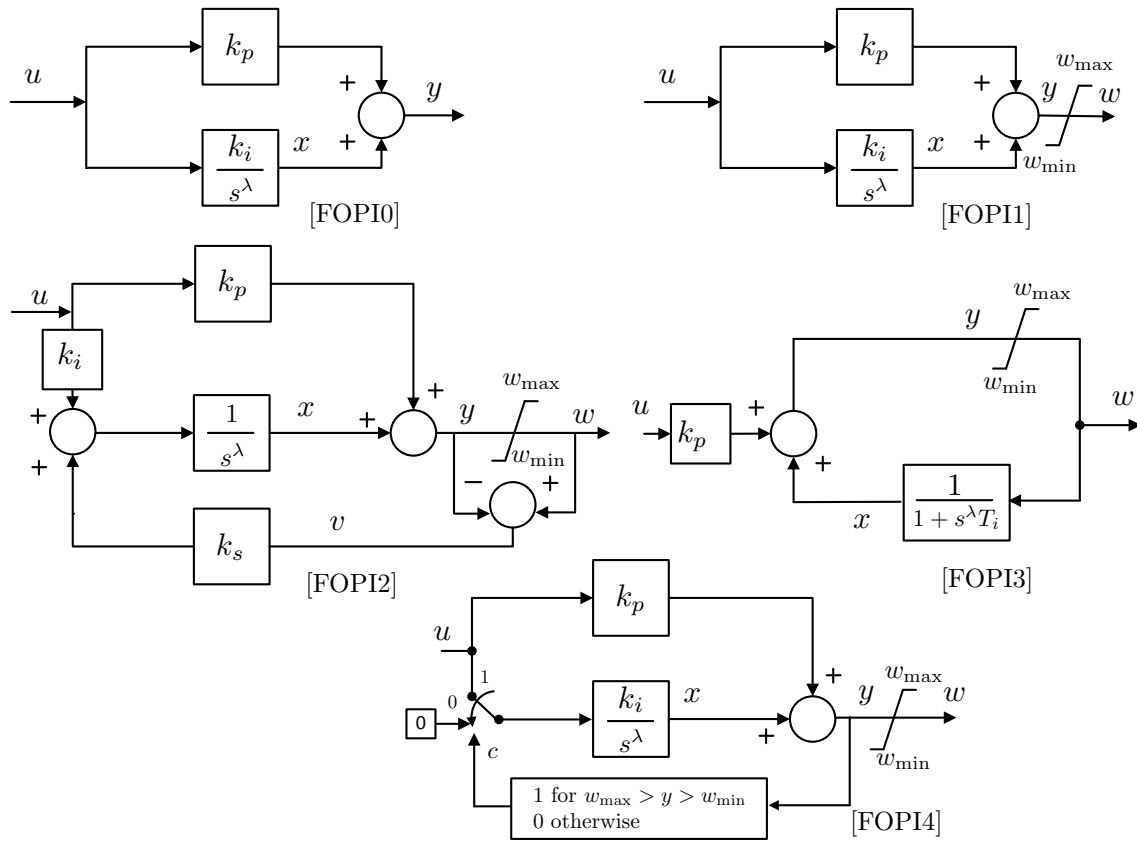 u
k_p
y
+
+
k_i
s^λ
x
[FOPI0]
u
k_p
w_max
y
w
+
+
k_i
s^λ
x
w_min
[FOPI1]
u
k_p
k_i
+
+
1
s^λ
x
+
+
y
w_max
w
w_min
−
+
v
k_s
[FOPI2]
y
w_max
w_min
u
k_p
+
+
w
x
1
1 + s^λ T_i
[FOPI3]
u
k_p
1
0
0
c
k_i
s^λ
x
+
+
y
w_max
w
w_min
1 for w_max > y > w_min
0 otherwise
[FOPI4]